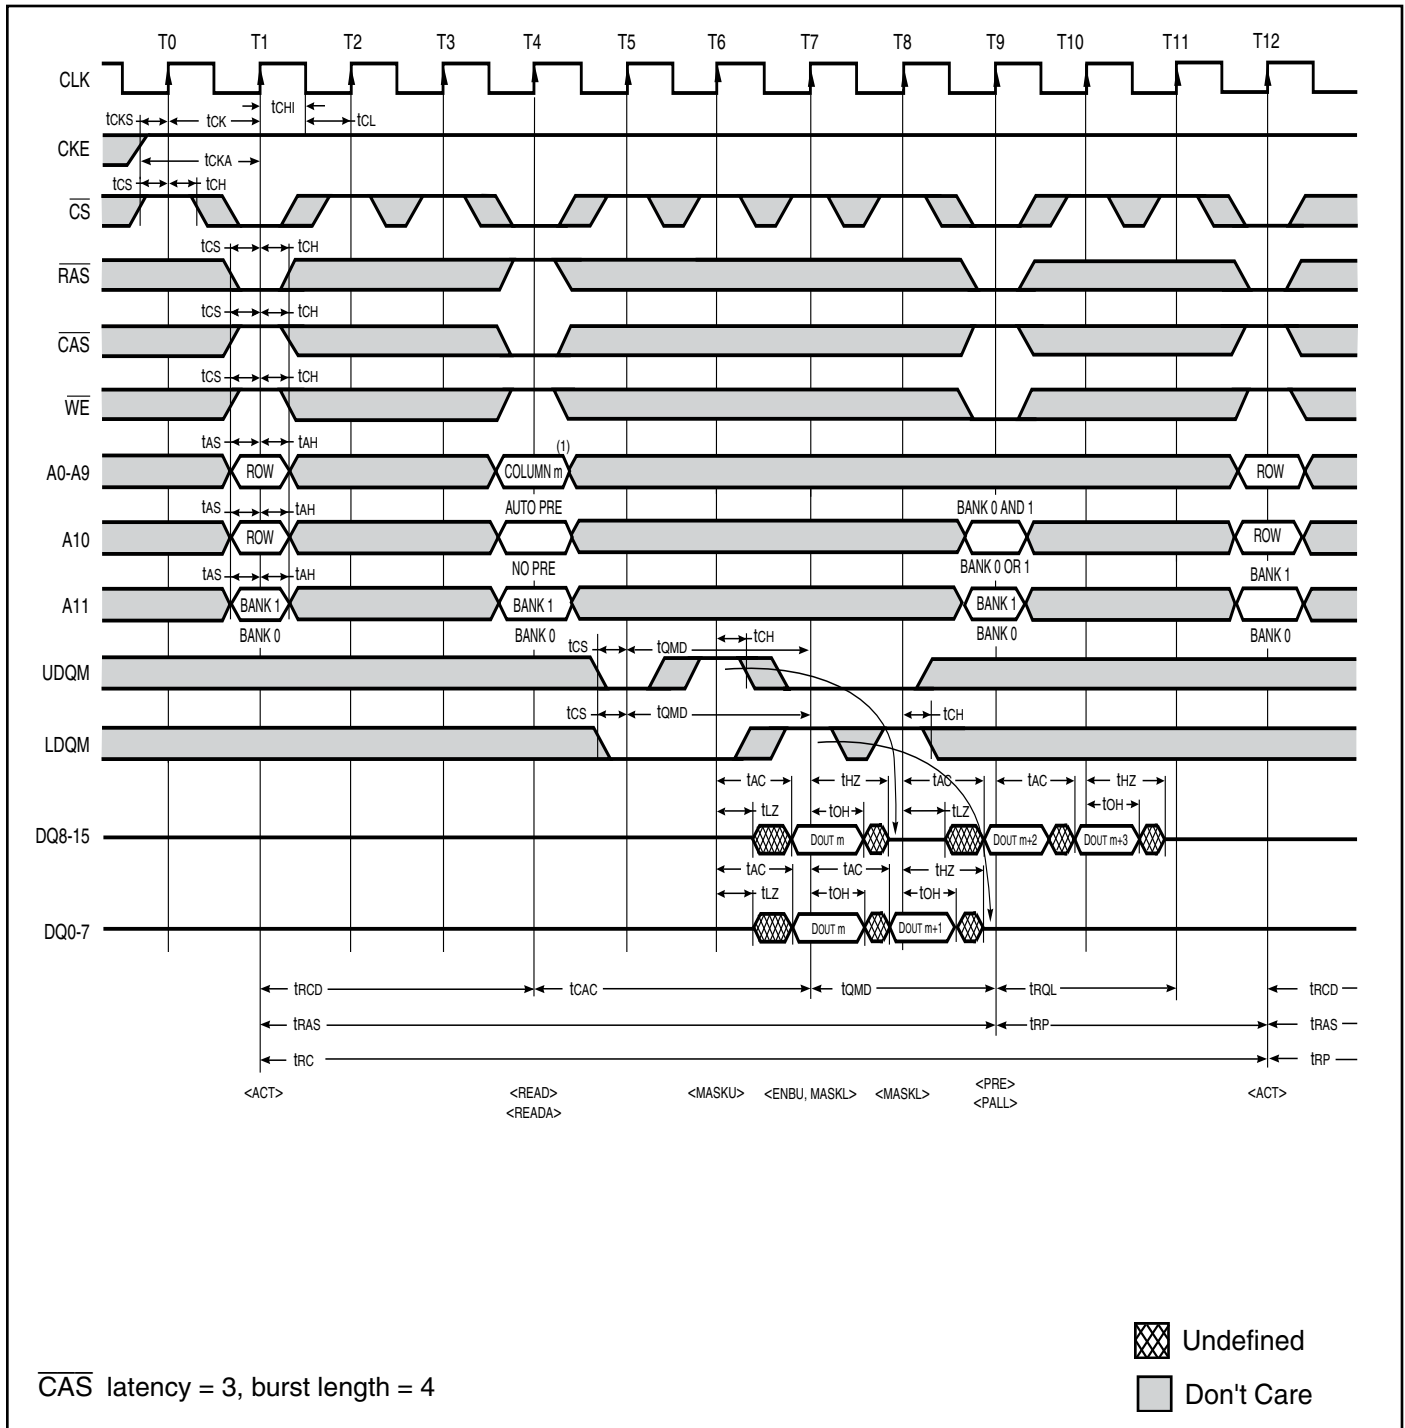 T0 T1 T2 T3 T4 T5 T6 T7 T8 T9 T10 T11 T12
CLK
tCHI
tCKS tCK tCL
CKE
tCKA
tCS tCH
CS
tCS tCH
RAS
tCS tCH
CAS
tCS tCH
WE
tAS tAH (1)
A0-A9 ROW COLUMN m ROW
tAS tAH AUTO PRE BANK 0 AND 1
A10 ROW ROW
NO PRE BANK 0 OR 1
tAS tAH BANK 1
A11 BANK 1 BANK 1 BANK 1
BANK 0 BANK 0 BANK 0 BANK 0
tCS tQMD tCH
UDQM
tCS tQMD tCH
LDQM
tAC tHZ tAC tAC tHZ
tLZ tOH tLZ tOH
DQ8-15 DOUT m DOUT m+2 DOUT m+3
tAC tAC tHZ
tLZ tOH tOH
DQ0-7 DOUT m DOUT m+1
tRCD tCAC tQMD tRQL tRCD
tRAS tRP tRAS
tRC tRP
<ACT> <READ> <MASKU> <ENBU, MASKL> <MASKL> <PRE> <ACT>
<READA> <PALL>
Undefined
CAS latency = 3, burst length = 4
Don't Care